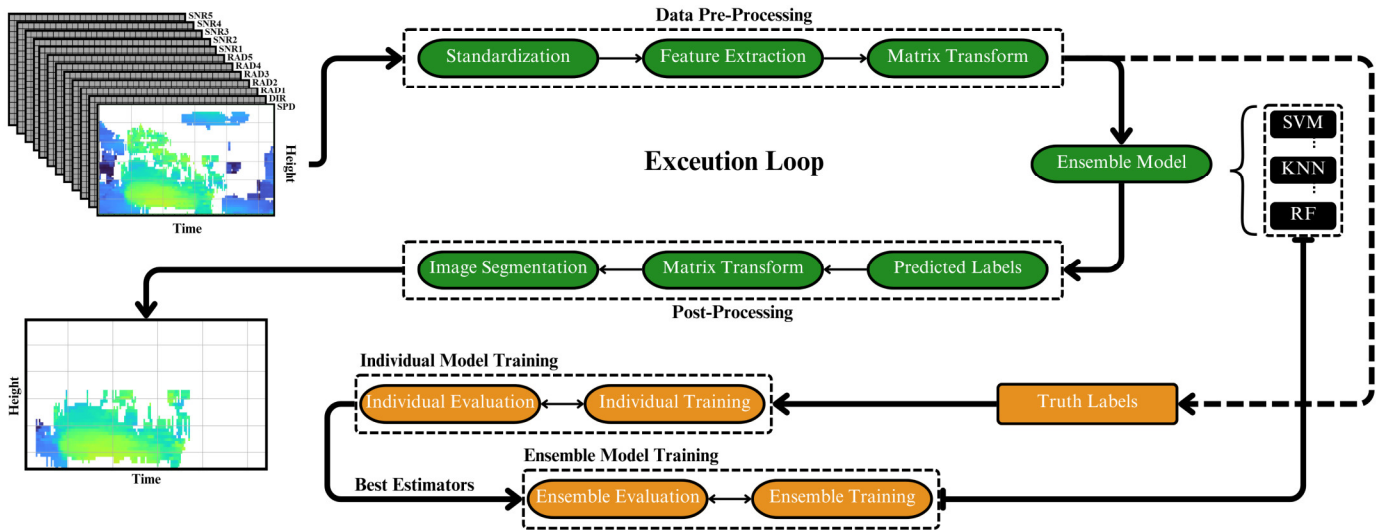 SNR5
SNR4
SNR3
SNR2
SNR1
RAD5
RAD4
RAD3
RAD2
RAD1
DIR
SPD
Height
Time
Data Pre-Processing
Standardization
Feature Extraction
Matrix Transform
Exceution Loop
Ensemble Model
SVM
KNN
RF
Image Segmentation
Matrix Transform
Predicted Labels
Post-Processing
Height
Time
Individual Model Training
Individual Evaluation
Individual Training
Truth Labels
Ensemble Model Training
Best Estimators
Ensemble Evaluation
Ensemble Training